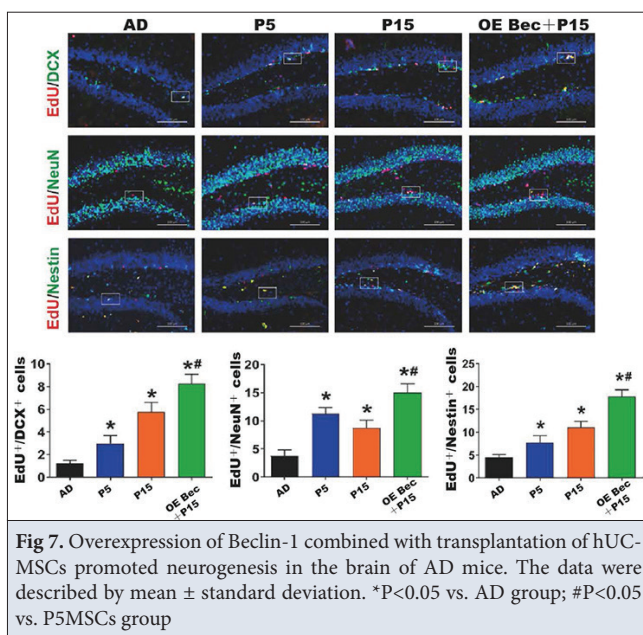 AD P5 P15 OE Bec+P15
EdU/DCX
EdU/NeuN
EdU/Nestin
EdU+/DCX+ cells
10
8
6
4
2
0
* * *#
AD P5 P15 OE Bec +P15
EdU+/NeuN+ cells
20
15
10
5
0
* * *#
AD P5 P15 OE Bec +P15
EdU+/Nestin+ cells
25
20
15
10
5
0
* * *#
AD P5 P15 OE Bec +P15
Fig 7. Overexpression of Beclin-1 combined with transplantation of hUC-
MSCs promoted neurogenesis in the brain of AD mice. The data were
described by mean ± standard deviation. *P<0.05 vs. AD group; #P<0.05
vs. P5MSCs group